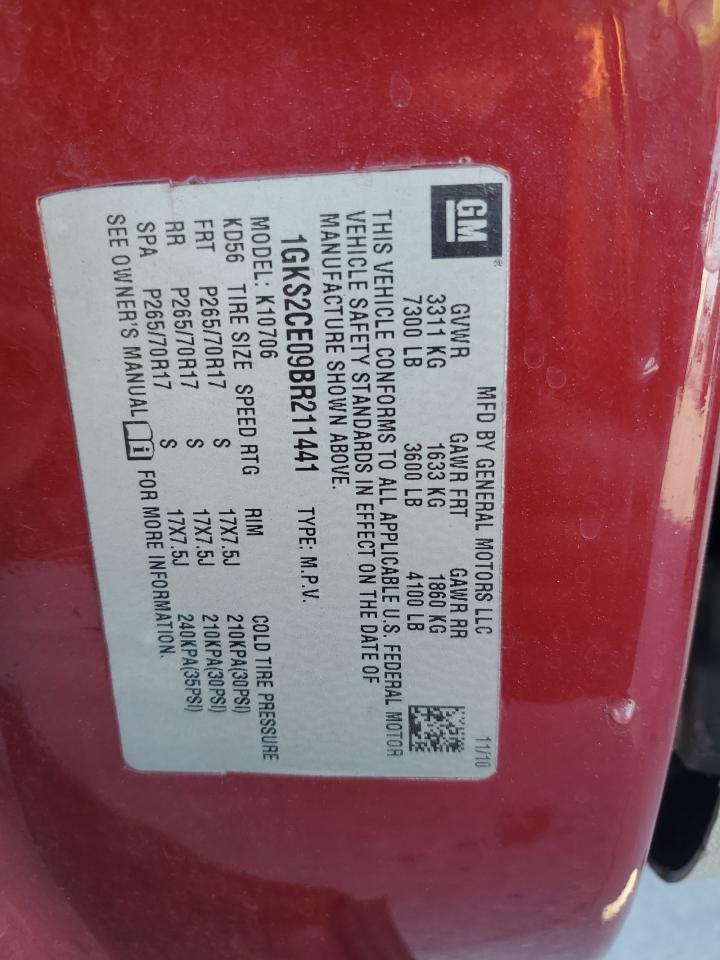 GM®
MFD BY GENERAL MOTORS LLC 11/10
GVWR GAWR FRT GAWR RR
3311 KG 1633 KG 1860 KG
7300 LB 3600 LB 4100 LB
THIS VEHICLE CONFORMS TO ALL APPLICABLE U.S. FEDERAL MOTOR
VEHICLE SAFETY STANDARDS IN EFFECT ON THE DATE OF
MANUFACTURE SHOWN ABOVE.
1GKS2CE09BR211441 TYPE: M.P.V.
MODEL: K10706
KD56 TIRE SIZE SPEED RTG RIM COLD TIRE PRESSURE
FRT P265/70R17 S 17X7.5J 210KPA(30PSI)
RR P265/70R17 S 17X7.5J 210KPA(30PSI)
SPA P265/70R17 S 17X7.5J 240KPA(35PSI)
SEE OWNER'S MANUAL FOR MORE INFORMATION.